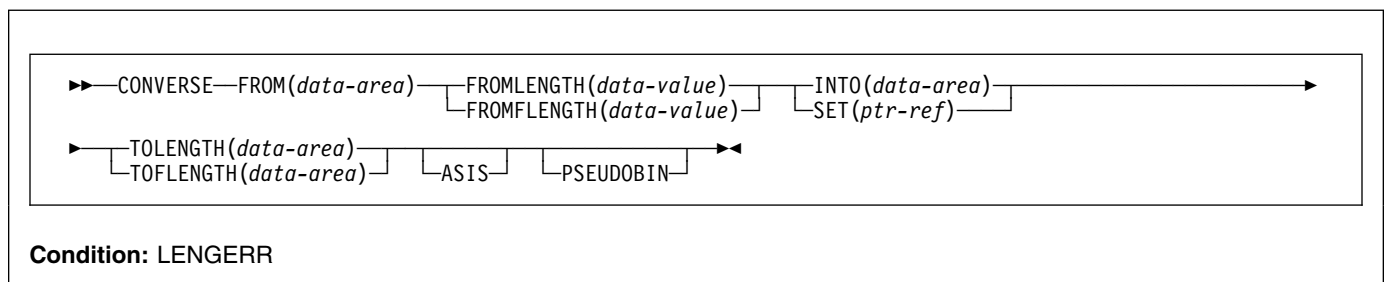 ►►──CONVERSE──FROM(data-area)──┬─FROMLENGTH(data-value)──┬──┬─INTO(data-area)─┬──►
└─FROMFLENGTH(data-value)─┘ └─SET(ptr-ref)────┘
►──┬─TOLENGTH(data-area)──┬──┬──────┬──┬───────────┬──►◄
└─TOFLENGTH(data-area)─┘ └─ASIS─┘ └─PSEUDOBIN─┘
Condition: LENGERR